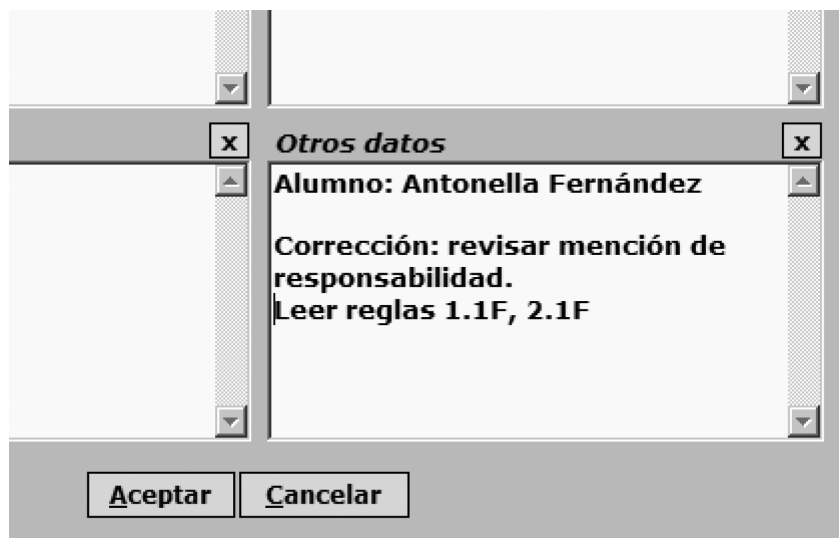 x
Otros datos
x
Alumno: Antonella Fernández
Corrección: revisar mención de
responsabilidad.
Leer reglas 1.1F, 2.1F
Aceptar
Cancelar